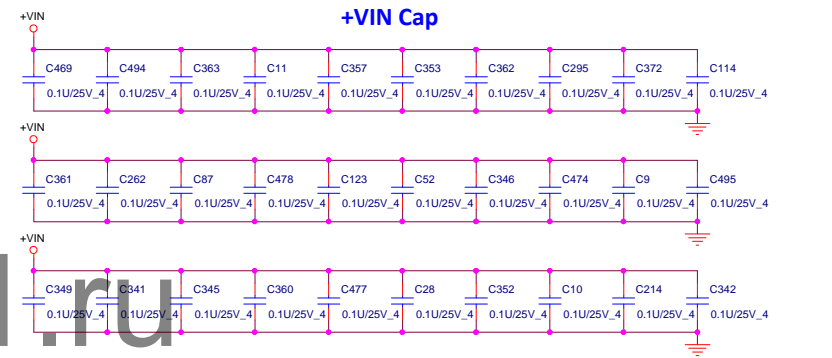 +VIN Cap
+VIN
C469 C494 C363 C11 C357 C353 C362 C295 C372 C114
0.1U/25V_4 0.1U/25V_4 0.1U/25V_4 0.1U/25V_4 0.1U/25V_4 0.1U/25V_4 0.1U/25V_4 0.1U/25V_4 0.1U/25V_4 0.1U/25V_4
+VIN
C361 C262 C87 C478 C123 C52 C346 C474 C9 C495
0.1U/25V_4 0.1U/25V_4 0.1U/25V_4 0.1U/25V_4 0.1U/25V_4 0.1U/25V_4 0.1U/25V_4 0.1U/25V_4 0.1U/25V_4 0.1U/25V_4
+VIN
C349 C341 C345 C360 C477 C28 C352 C10 C214 C342
0.1U/25V_4 0.1U/25V_4 0.1U/25V_4 0.1U/25V_4 0.1U/25V_4 0.1U/25V_4 0.1U/25V_4 0.1U/25V_4 0.1U/25V_4 0.1U/25V_4
.ru